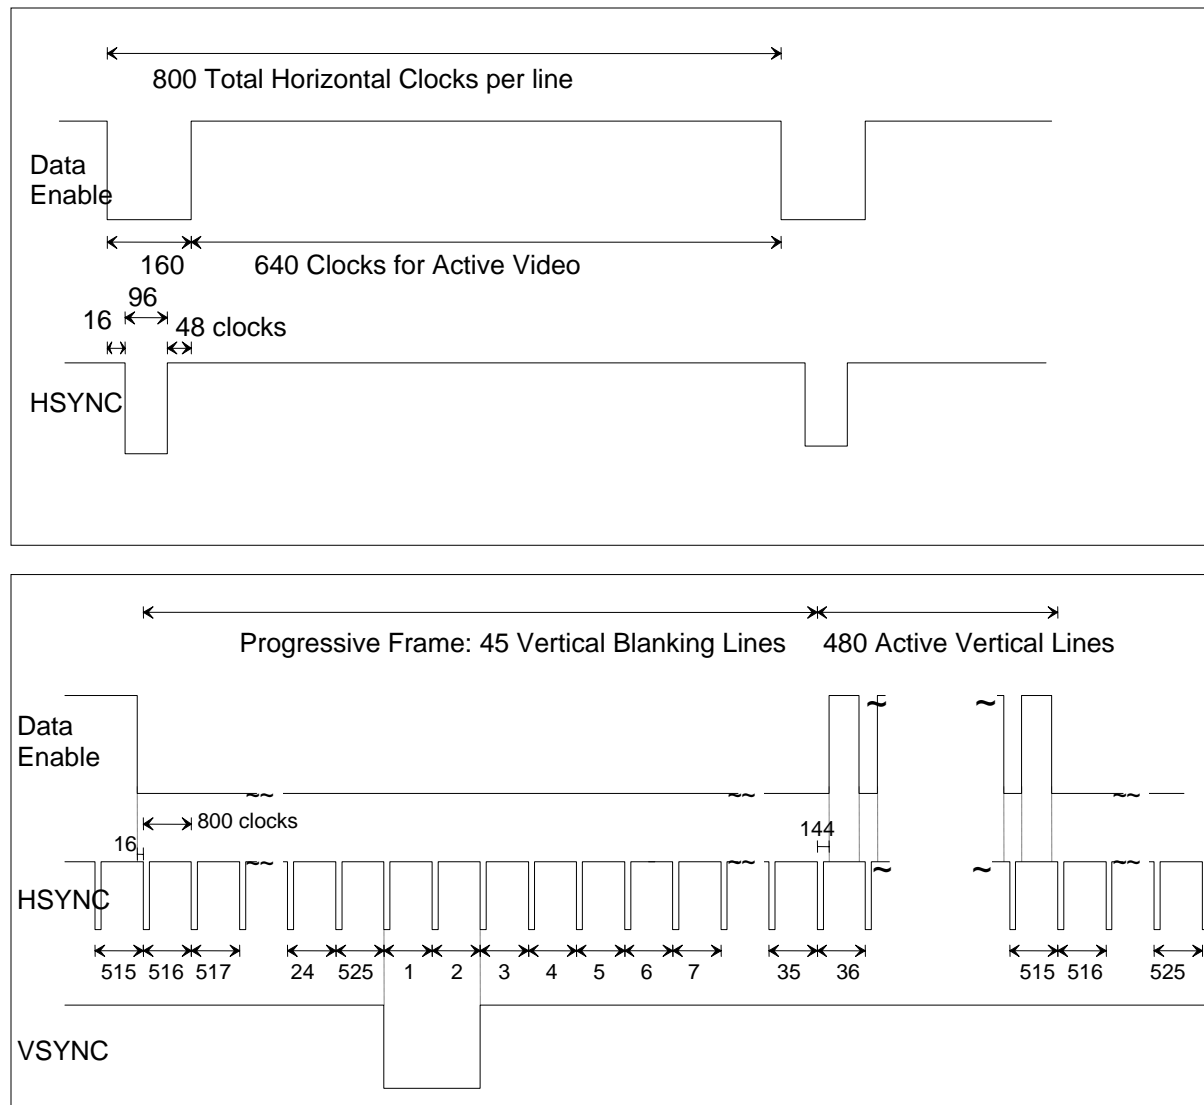 800 Total Horizontal Clocks per line
Data
Enable
160
640 Clocks for Active Video
96
16
48 clocks
HSYNC
Progressive Frame: 45 Vertical Blanking Lines
480 Active Vertical Lines
Data
Enable
~
~
~~
~~
~~
800 clocks
16
144
HSYNC
~~
~~
~
~
~~
515
516
517
24
525
1
2
3
4
5
6
7
35
36
515
516
525
VSYNC